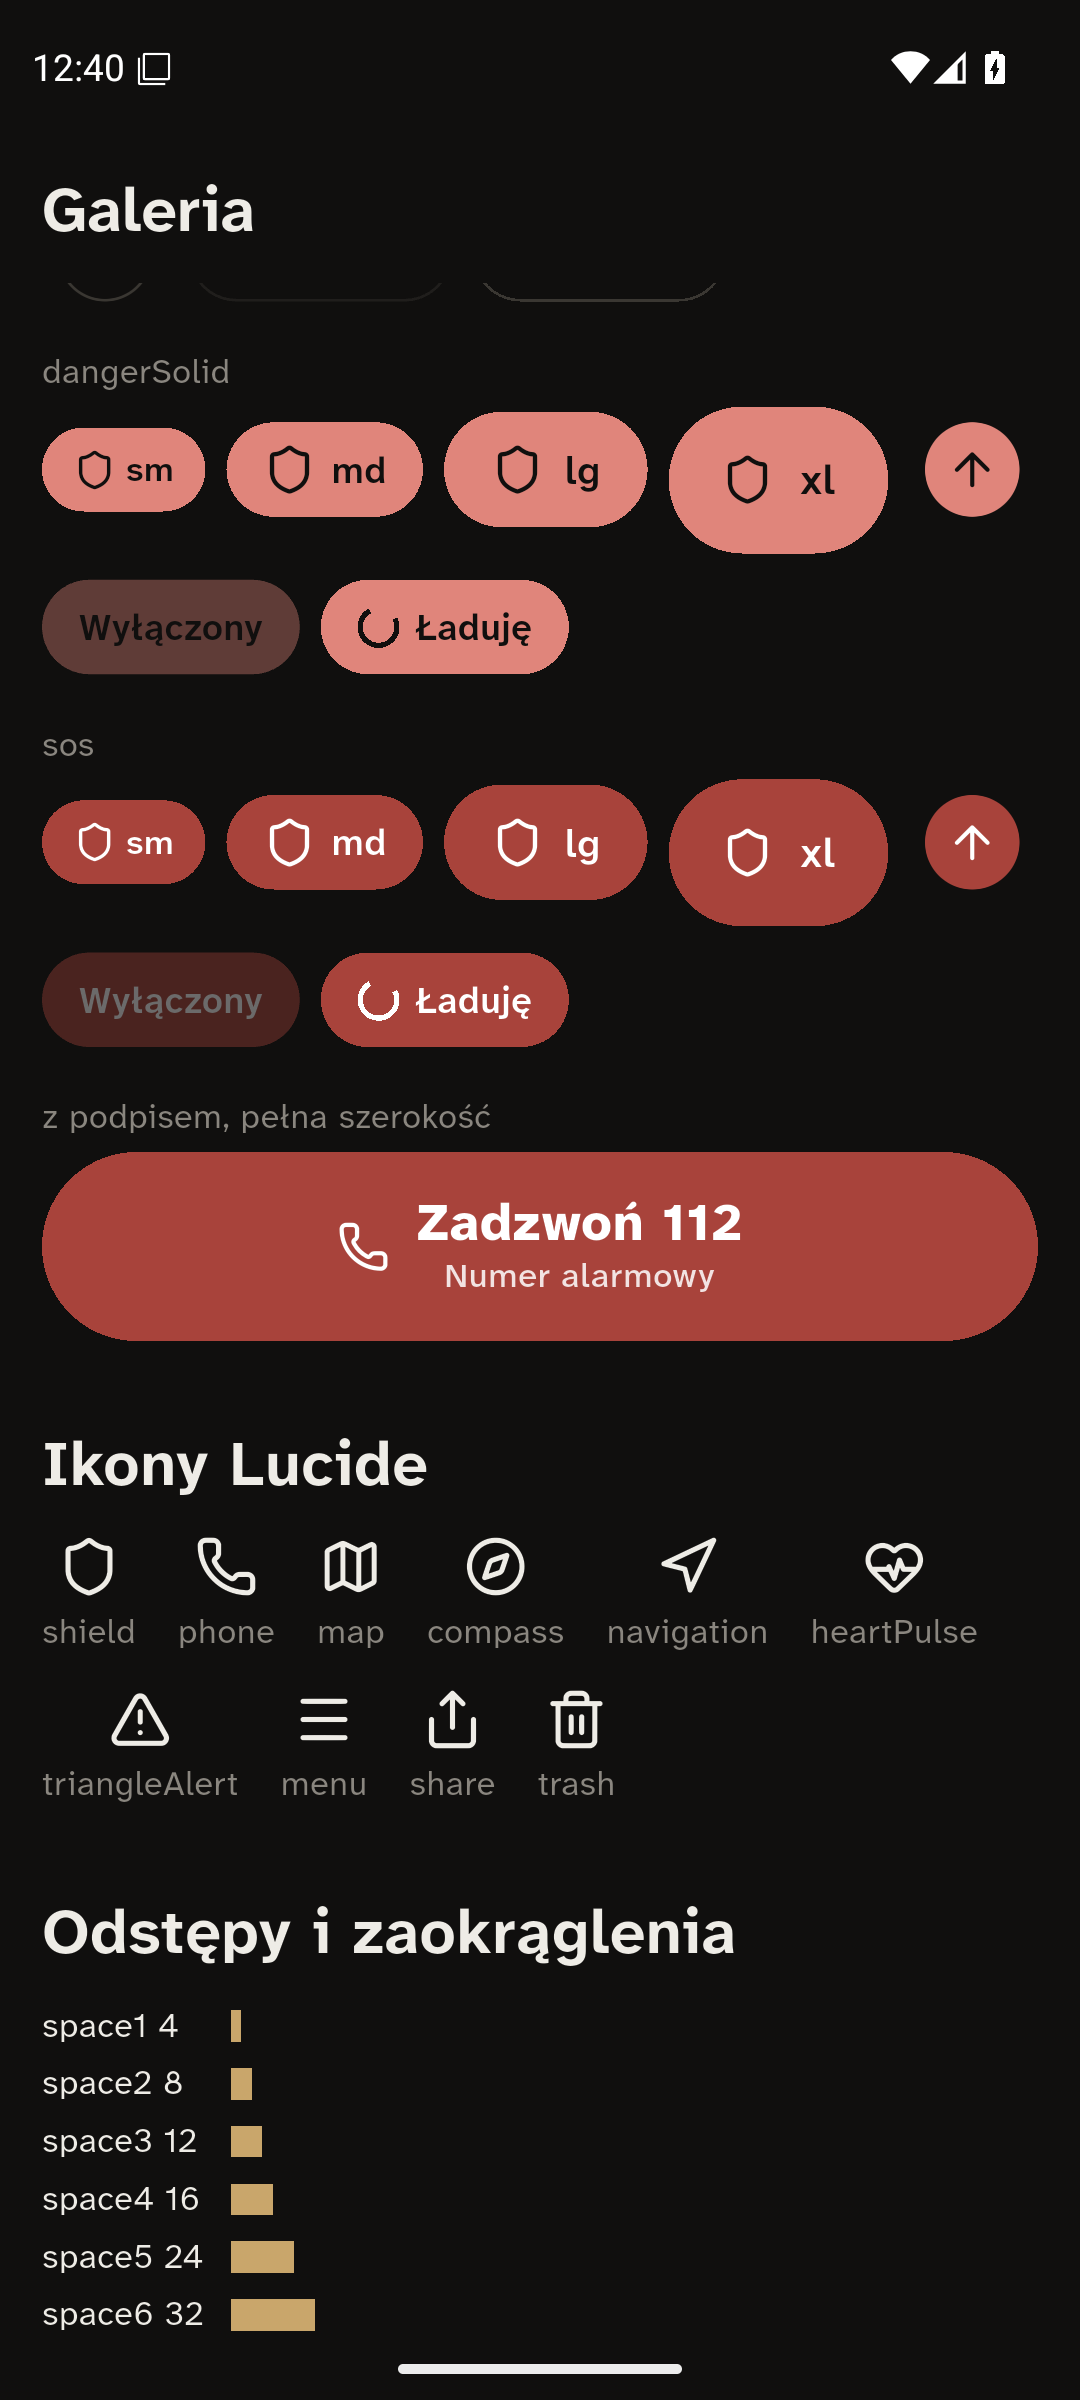 12:40
Galeria
dangerSolid
sm md lg xl
Wyłączony Ładuję
sos
sm md lg xl
Wyłączony Ładuję
z podpisem, pełna szerokość
Zadzwoń 112
Numer alarmowy
Ikony Lucide
shield phone map compass navigation heartPulse
triangleAlert menu share trash
Odstępy i zaokrąglenia
space1 4
space2 8
space3 12
space4 16
space5 24
space6 32